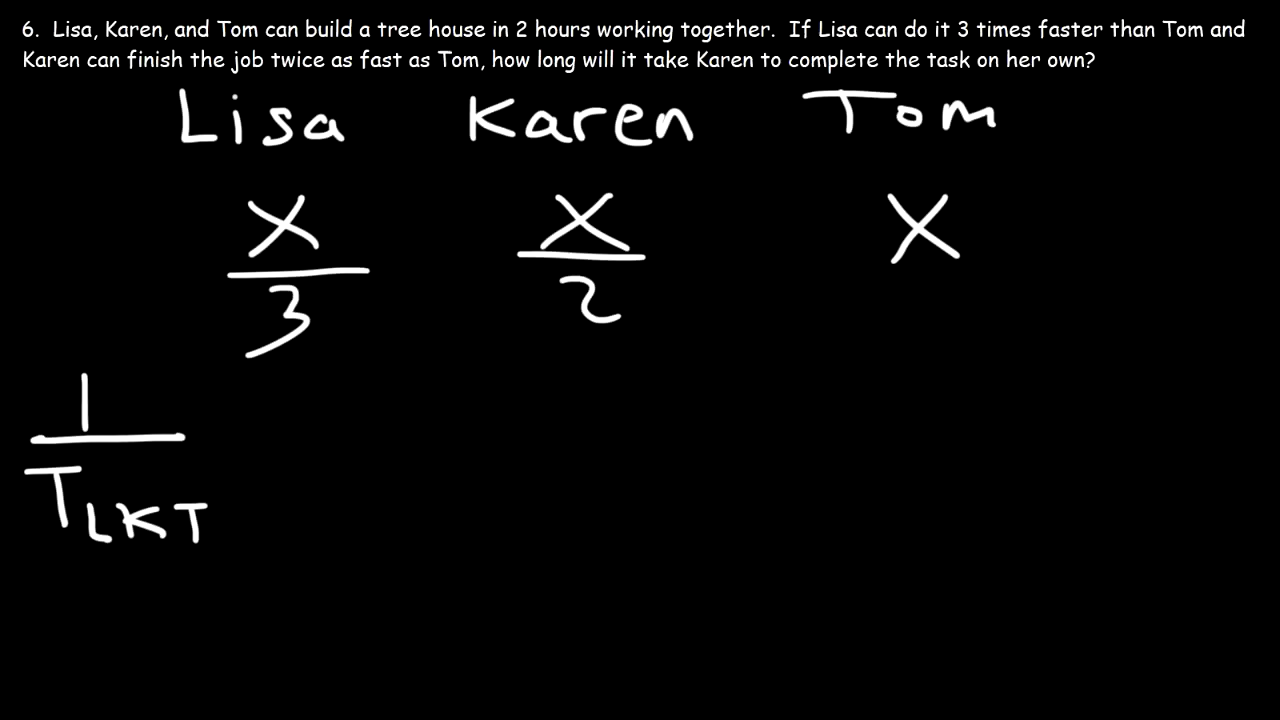 6. Lisa, Karen, and Tom can build a tree house in 2 hours working together. If Lisa can do it 3 times faster than Tom and
Karen can finish the job twice as fast as Tom, how long will it take Karen to complete the task on her own?
Lisa Karen Tom
X/3 X/2 X
1/T_LKT